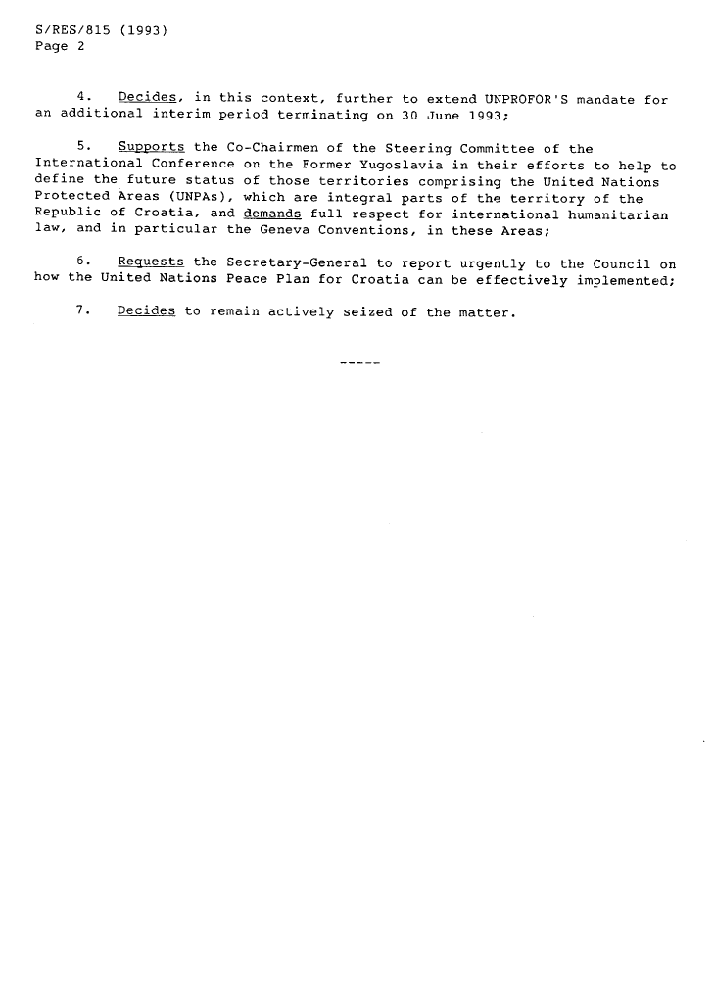 S/RES/815 (1993)
Page 2
4. Decides, in this context, further to extend UNPROFOR'S mandate for
an additional interim period terminating on 30 June 1993;
5. Supports the Co-Chairmen of the Steering Committee of the
International Conference on the Former Yugoslavia in their efforts to help to
define the future status of those territories comprising the United Nations
Protected Areas (UNPAs), which are integral parts of the territory of the
Republic of Croatia, and demands full respect for international humanitarian
law, and in particular the Geneva Conventions, in these Areas;
6. Requests the Secretary-General to report urgently to the Council on
how the United Nations Peace Plan for Croatia can be effectively implemented;
7. Decides to remain actively seized of the matter.
-----